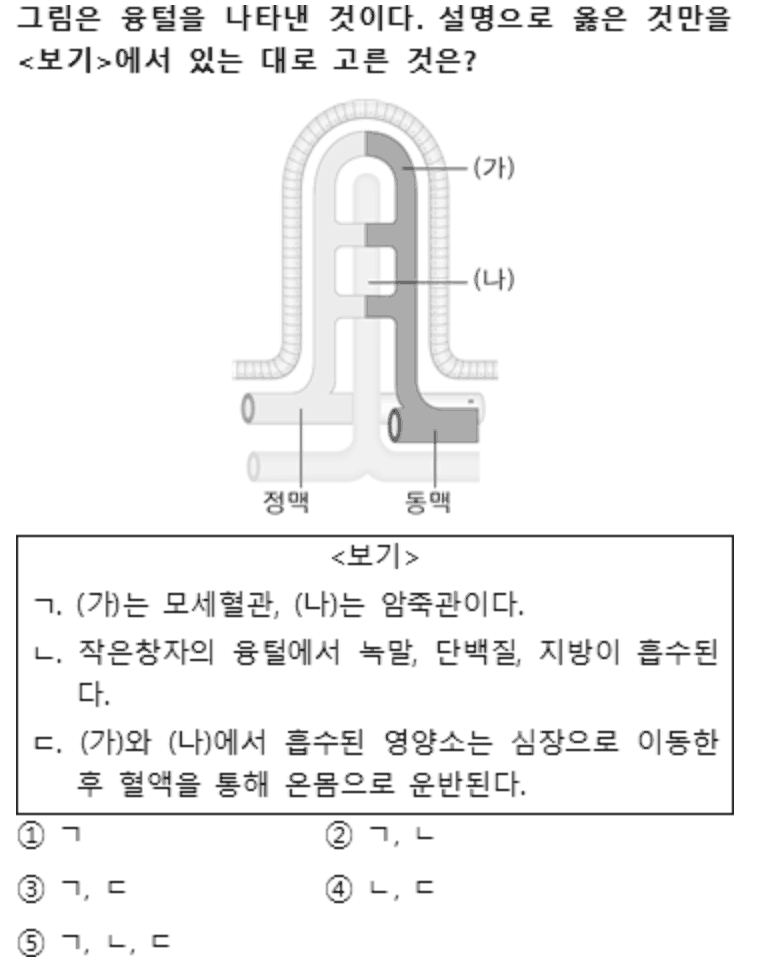 그림은 융털을 나타낸 것이다. 설명으로 옳은 것만을
<보기>에서 있는 대로 고른 것은?
(가)
(나)
정맥
동맥
<보기>
ㄱ. (가)는 모세혈관, (나)는 암죽관이다.
ㄴ. 작은창자의 융털에서 녹말, 단백질, 지방이 흡수된
다.
ㄷ. (가)와 (나)에서 흡수된 영양소는 심장으로 이동한
후 혈액을 통해 온몸으로 운반된다.
① ㄱ ② ㄱ, ㄴ
③ ㄱ, ㄷ ④ ㄴ, ㄷ
⑤ ㄱ, ㄴ, ㄷ